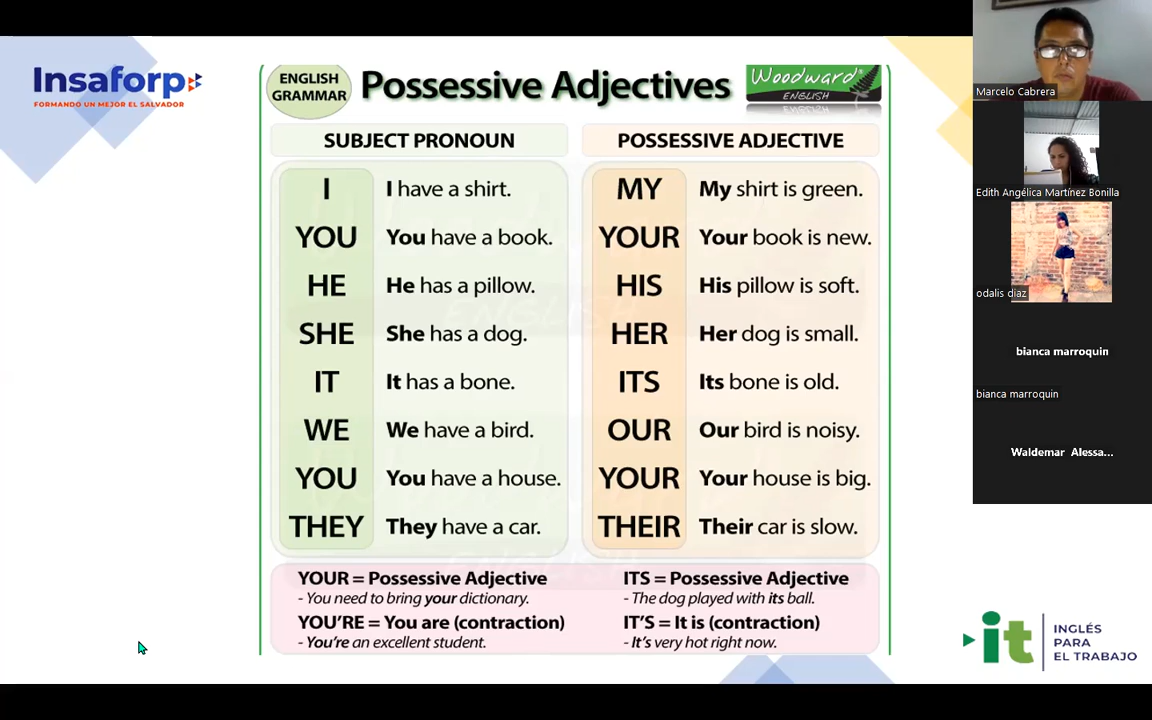 Insaforp
FORMANDO UN MEJOR EL SALVADOR
ENGLISH
GRAMMAR
Possessive Adjectives
Woodward®
ENGLISH
SUBJECT PRONOUN
POSSESSIVE ADJECTIVE
I
I have a shirt.
MY
My shirt is green.
YOU
You have a book.
YOUR
Your book is new.
HE
He has a pillow.
HIS
His pillow is soft.
SHE
She has a dog.
HER
Her dog is small.
IT
It has a bone.
ITS
Its bone is old.
WE
We have a bird.
OUR
Our bird is noisy.
YOU
You have a house.
YOUR
Your house is big.
THEY
They have a car.
THEIR
Their car is slow.
YOUR = Possessive Adjective
- You need to bring your dictionary.
YOU'RE = You are (contraction)
- You're an excellent student.
ITS = Possessive Adjective
- The dog played with its ball.
IT'S = It is (contraction)
- It's very hot right now.
it
INGLÉS
PARA
EL TRABAJO
Marcelo Cabrera
Edith Angélica Martínez Bonilla
odalis diaz
bianca marroquin
bianca marroquin
Waldemar Alessa...